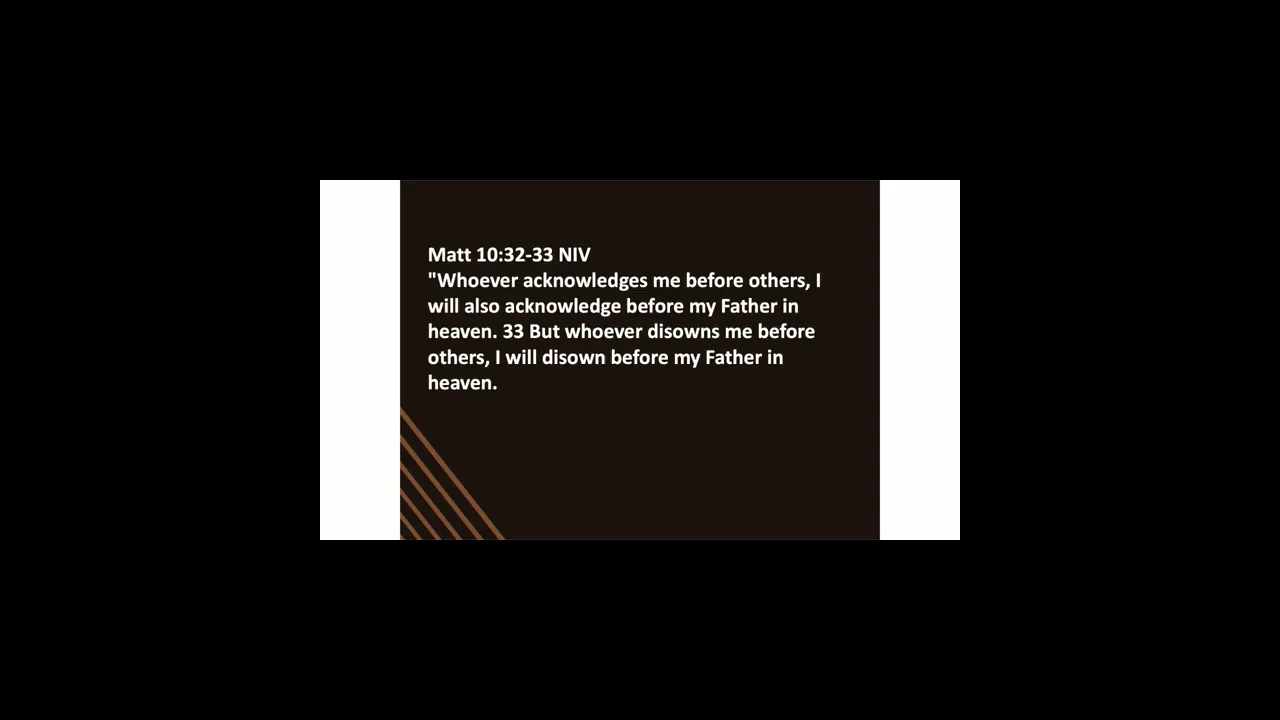 Matt 10:32-33 NIV
"Whoever acknowledges me before others, I
will also acknowledge before my Father in
heaven. 33 But whoever disowns me before
others, I will disown before my Father in
heaven.